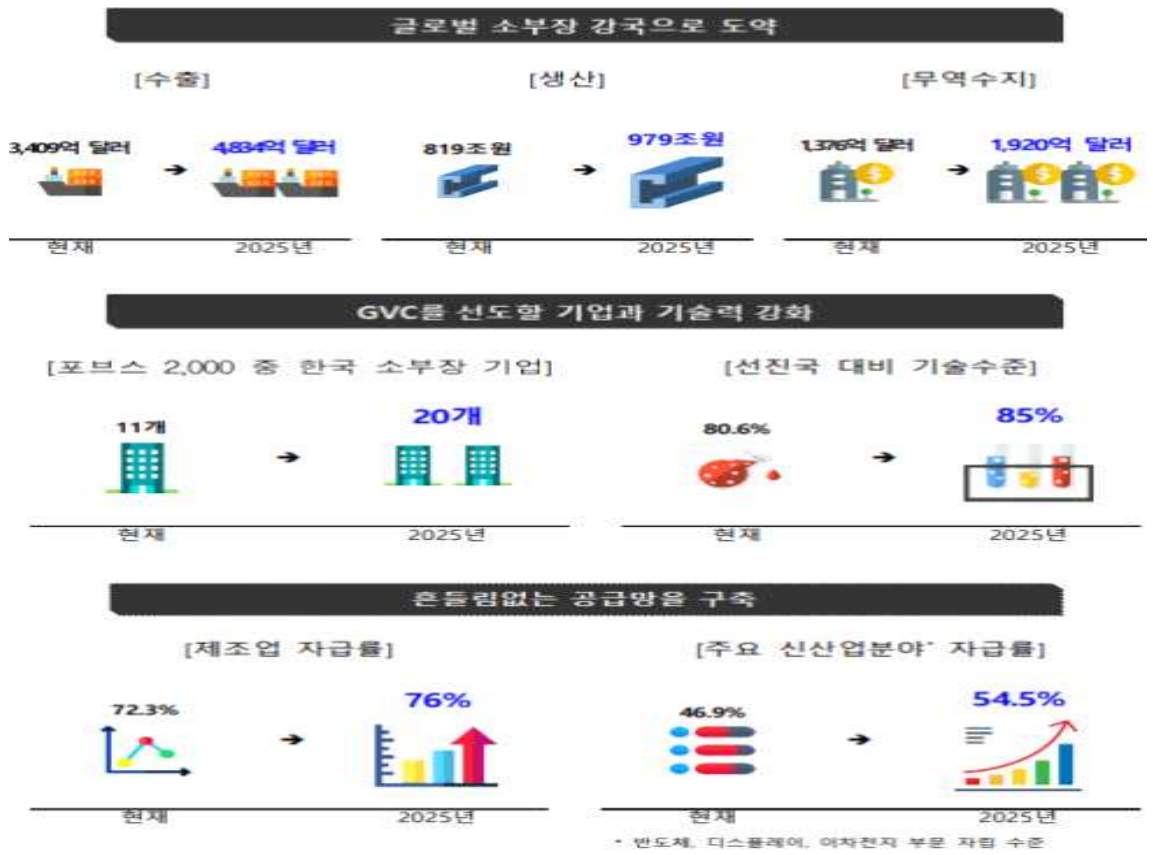 글로벌 소부장 강국으로 도약
[수출] [생산] [무역수지]
3,409억 달러 → 4,834억 달러 819조원 → 979조원 1,376억 달러 → 1,920억 달러
현재 2025년 현재 2025년 현재 2025년
GVC를 선도할 기업과 기술력 강화
[포브스 2,000 중 한국 소부장 기업] [선진국 대비 기술수준]
11개 → 20개 80.6% → 85%
현재 2025년 현재 2025년
흔들림없는 공급망을 구축
[제조업 자급률] [주요 신산업분야* 자급률]
72.3% → 76% 46.9% → 54.5%
현재 2025년 현재 2025년
* 반도체, 디스플레이, 이차전지 부문 자립 수준